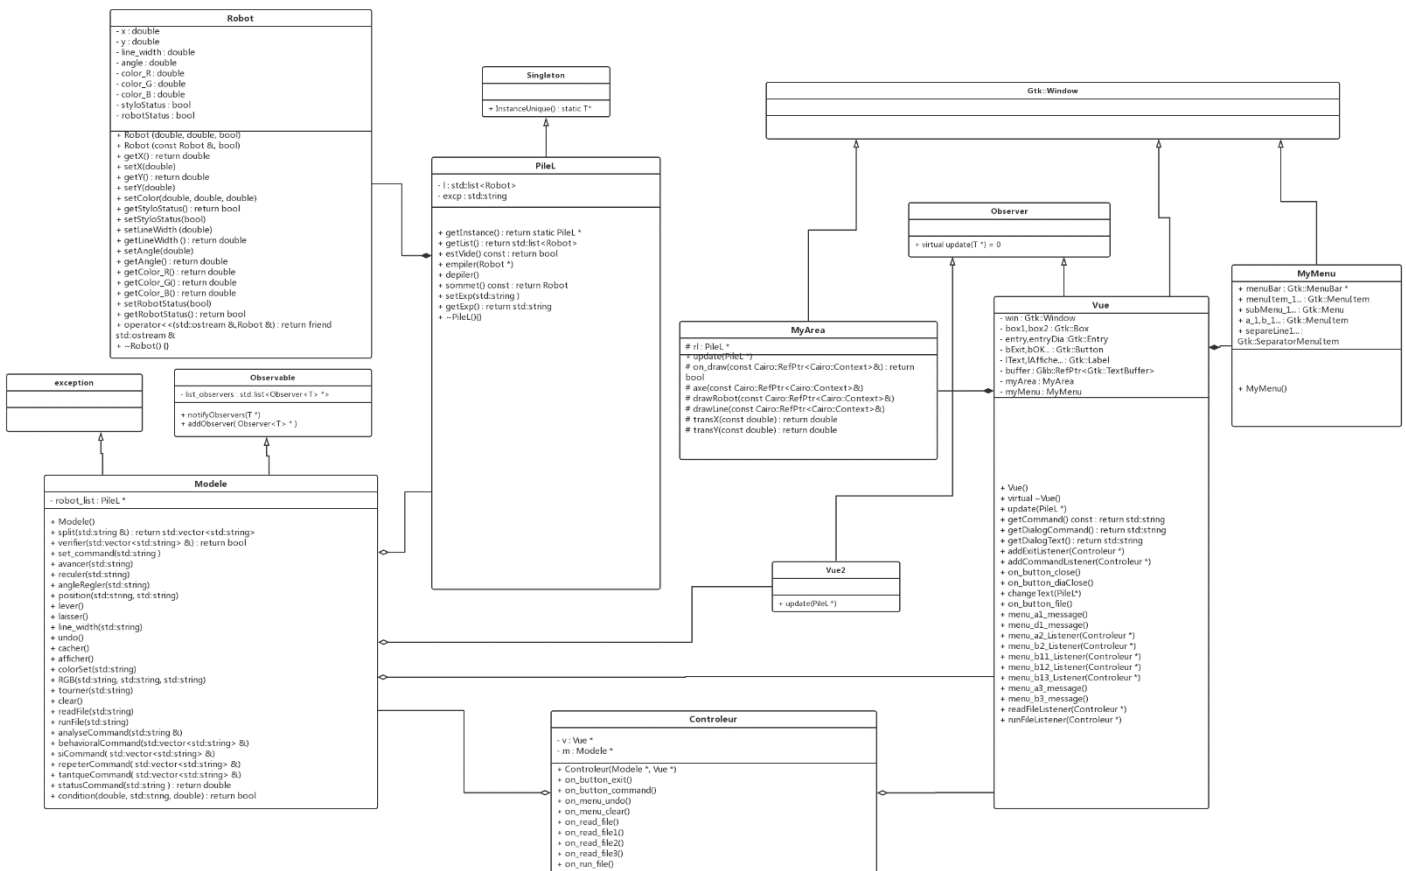 Robot
- x : double
- y : double
- line_width : double
- angle : double
- color_R : double
- color_G : double
- color_B : double
- styloStatus : bool
- robotStatus : bool
+ Robot (double, double, bool)
+ Robot (const Robot &, bool)
+ getX() : return double
+ setX(double)
+ getY() : return double
+ setY(double)
+ setColor(double, double, double)
+ getStyloStatus() : return bool
+ setStyloStatus(bool)
+ setLineWidth (double)
+ getLineWidth () : return double
+ setAngle(double)
+ getAngle() : return double
+ getColor_R() : return double
+ getColor_G() : return double
+ getColor_B() : return double
+ setRobotStatus(bool)
+ getRobotStatus() : return bool
+ operator<<(std::ostream &,Robot &) : return friend
std::ostream &
+ ~Robot() {}
Singleton
+ InstanceUnique() : static T*
PileL
- l : std::list<Robot>
- excp : std::string
+ getInstance() : return static PileL *
+ getList() : return std::list<Robot>
+ estVide() const : return bool
+ empiler(Robot *)
+ depiler()
+ sommet() const : return Robot
+ setExp(std::string )
+ getExp() : return std::string
+ ~PileL(){}
Gtk::Window
Observer
+ virtual update(T *) = 0
MyMenu
+ menuBar : Gtk::MenuBar *
+ menuItem_1... : Gtk::MenuItem
+ subMenu_1... : Gtk::Menu
+ a_1,b_1... : Gtk::MenuItem
+ separeLine1... :
Gtk::SeparatorMenuItem
+ MyMenu()
MyArea
# rl : PileL *
+ update(PileL *)
# on_draw(const Cairo::RefPtr<Cairo::Context>&) : return
bool
# axe(const Cairo::RefPtr<Cairo::Context>&)
# drawRobot(const Cairo::RefPtr<Cairo::Context>&)
# drawLine(const Cairo::RefPtr<Cairo::Context>&)
# transX(const double) : return double
# transY(const double) : return double
Vue
- win : Gtk::Window
- box1,box2 : Gtk::Box
- entry,entryDia :Gtk::Entry
- bExit,bOK... : Gtk::Button
- lText,lAffiche... : Gtk::Label
- buffer : Glib::RefPtr<Gtk::TextBuffer>
- myArea : MyArea
- myMenu : MyMenu
+ Vue()
+ virtual ~Vue()
+ update(PileL *)
+ getCommand() const : return std::string
+ getDialogCommand() : return std::string
+ getDialogText() : return std::string
+ addExitListener(Controleur *)
+ addCommandListener(Controleur *)
+ on_button_close()
+ on_button_diaClose()
+ changeText(PileL*)
+ on_button_file()
+ menu_a1_message()
+ menu_d1_message()
+ menu_a2_Listener(Controleur *)
+ menu_b2_Listener(Controleur *)
+ menu_b11_Listener(Controleur *)
+ menu_b12_Listener(Controleur *)
+ menu_b13_Listener(Controleur *)
+ menu_a3_message()
+ menu_b3_message()
+ readFileListener(Controleur *)
+ runFileListener(Controleur *)
exception
Observable
- list_observers : std::list<Observer<T> *>
+ notifyObservers(T *)
+ addObserver( Observer<T> * )
Modele
- robot_list : PileL *
+ Modele()
+ split(std::string &) : return std::vector<std::string>
+ verifier(std::vector<std::string> &) : return bool
+ set_command(std::string )
+ avancer(std::string)
+ reculer(std::string)
+ angleRegler(std::string)
+ position(std::string, std::string)
+ lever()
+ laisser()
+ line_width(std::string)
+ undo()
+ cacher()
+ afficher()
+ colorSet(std::string)
+ RGB(std::string, std::string, std::string)
+ tourner(std::string)
+ clear()
+ readFile(std::string)
+ runFile(std::string)
+ analyseCommand(std::string &)
+ behavioralCommand(std::vector<std::string> &)
+ siCommand( std::vector<std::string> &)
+ repeterCommand( std::vector<std::string> &)
+ tantqueCommand( std::vector<std::string> &)
+ statusCommand(std::string ) : return double
+ condition(double, std::string, double) : return bool
Vue2
+ update(PileL *)
Controleur
- v : Vue *
- m : Modele *
+ Controleur(Modele *, Vue *)
+ on_button_exit()
+ on_button_command()
+ on_menu_undo()
+ on_menu_clear()
+ on_read_file()
+ on_read_file1()
+ on_read_file2()
+ on_read_file3()
+ on_run_file()